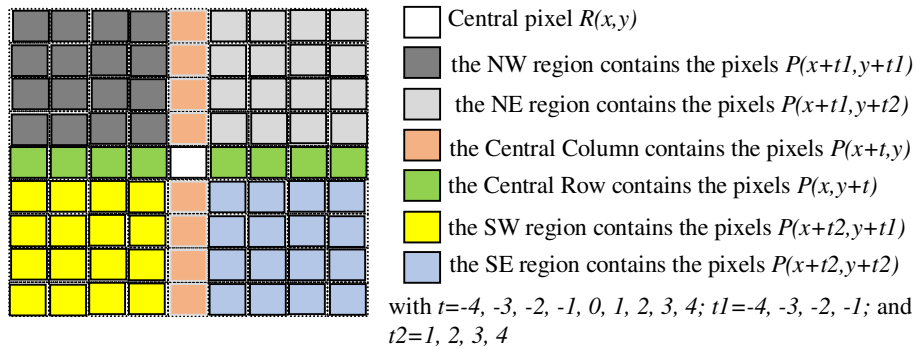 Central pixel R(x,y)
the NW region contains the pixels P(x+t1,y+t1)
the NE region contains the pixels P(x+t1,y+t2)
the Central Column contains the pixels P(x+t,y)
the Central Row contains the pixels P(x,y+t)
the SW region contains the pixels P(x+t2,y+t1)
the SE region contains the pixels P(x+t2,y+t2)
with t=-4, -3, -2, -1, 0, 1, 2, 3, 4; t1=-4, -3, -2, -1; and
t2=1, 2, 3, 4